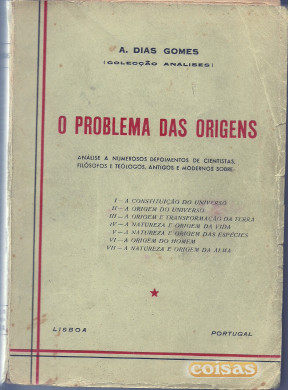 A. DIAS GOMES
(COLECÇÃO ANÁLISES)
O PROBLEMA DAS ORIGENS
ANÁLISE A NUMEROSOS DEPOIMENTOS DE CIENTISTAS,
FILÓSOFOS E TEÓLOGOS, ANTIGOS E MODERNOS SOBRE:
I — A CONSTITUIÇÃO DO UNIVERSO
II — A ORIGEM DO UNIVERSO
III — A ORIGEM E TRANSFORMAÇÃO DA TERRA
IV — A NATUREZA E ORIGEM DA VIDA
V — A NATUREZA E ORIGEM DAS ESPÉCIES
VI — A ORIGEM DO HOMEM
VII — A NATUREZA E ORIGEM DA ALMA
LISBOA PORTUGAL
coisas